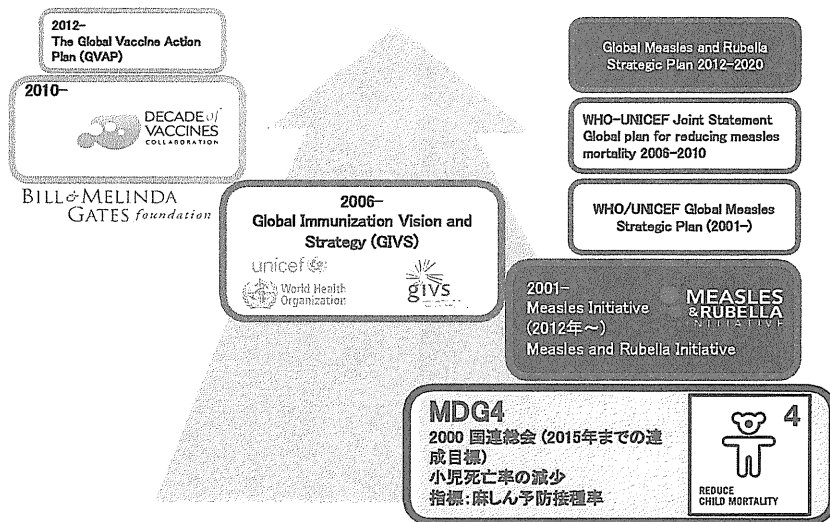 2012-
The Global Vaccine Action
Plan (GVAP)
2010-
DECADE of
VACCINES
COLLABORATION
BILL & MELINDA
GATES foundation
2006-
Global Immunization Vision and
Strategy (GIVS)
unicef
World Health
Organization
givs
Global Measles and Rubella
Strategic Plan 2012-2020
WHO-UNICEF Joint Statement
Global plan for reducing measles
mortality 2006-2010
WHO/UNICEF Global Measles
Strategic Plan (2001-)
2001-
Measles Initiative
(2012年~)
Measles and Rubella Initiative
MEASLES
& RUBELLA
INITIATIVE
MDG4
2000 国連総会 (2015年までの達
成目標)
小児死亡率の減少
指標:麻しん予防接種率
4
REDUCE
CHILD MORTALITY